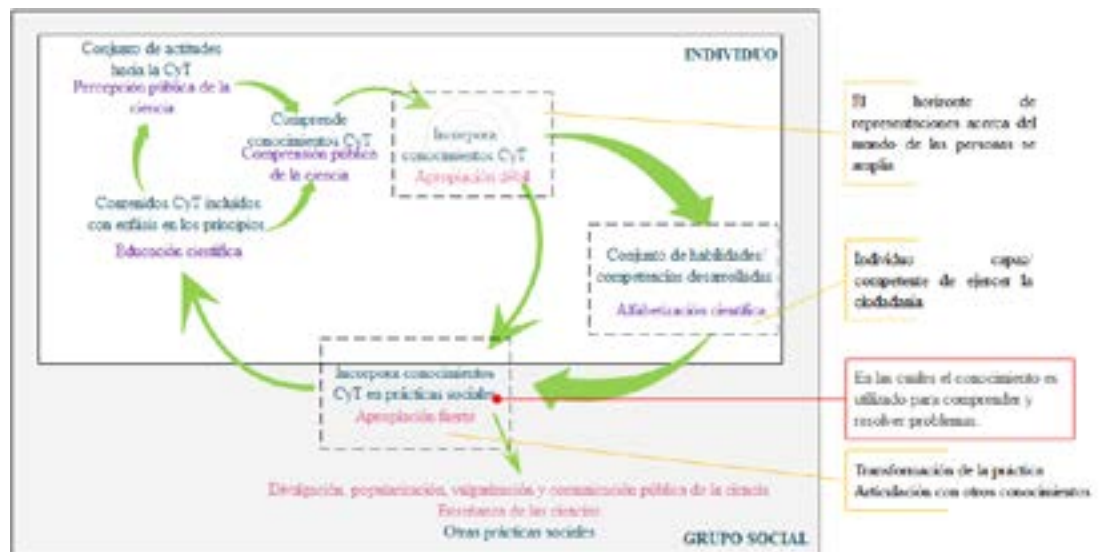 Conjunto de actitudes
hacia la CyT
Percepción pública de la
ciencia
INDIVIDUO
Comprende
conocimientos CyT
Comprensión pública
de la ciencia
Incorpora
conocimientos CyT
Apropiación débil
Contenidos CyT incluidos
con énfasis en los principios
Educación científica
Conjunto de habilidades/
competencias desarrolladas
Alfabetización científica
Incorpora conocimientos
CyT en prácticas sociales
Apropiación fuerte
Divulgación, popularización, vulgarización y comunicación pública de la ciencia
Enseñanza de las ciencias
Otras prácticas sociales
GRUPO SOCIAL
El horizonte de
representaciones acerca del
mundo de las personas se
amplía
Individuo capaz/
competente de ejercer la
ciudadanía
En las cuales el conocimiento es
utilizado para comprender y
resolver problemas.
Transformación de la práctica
Articulación con otros conocimientos